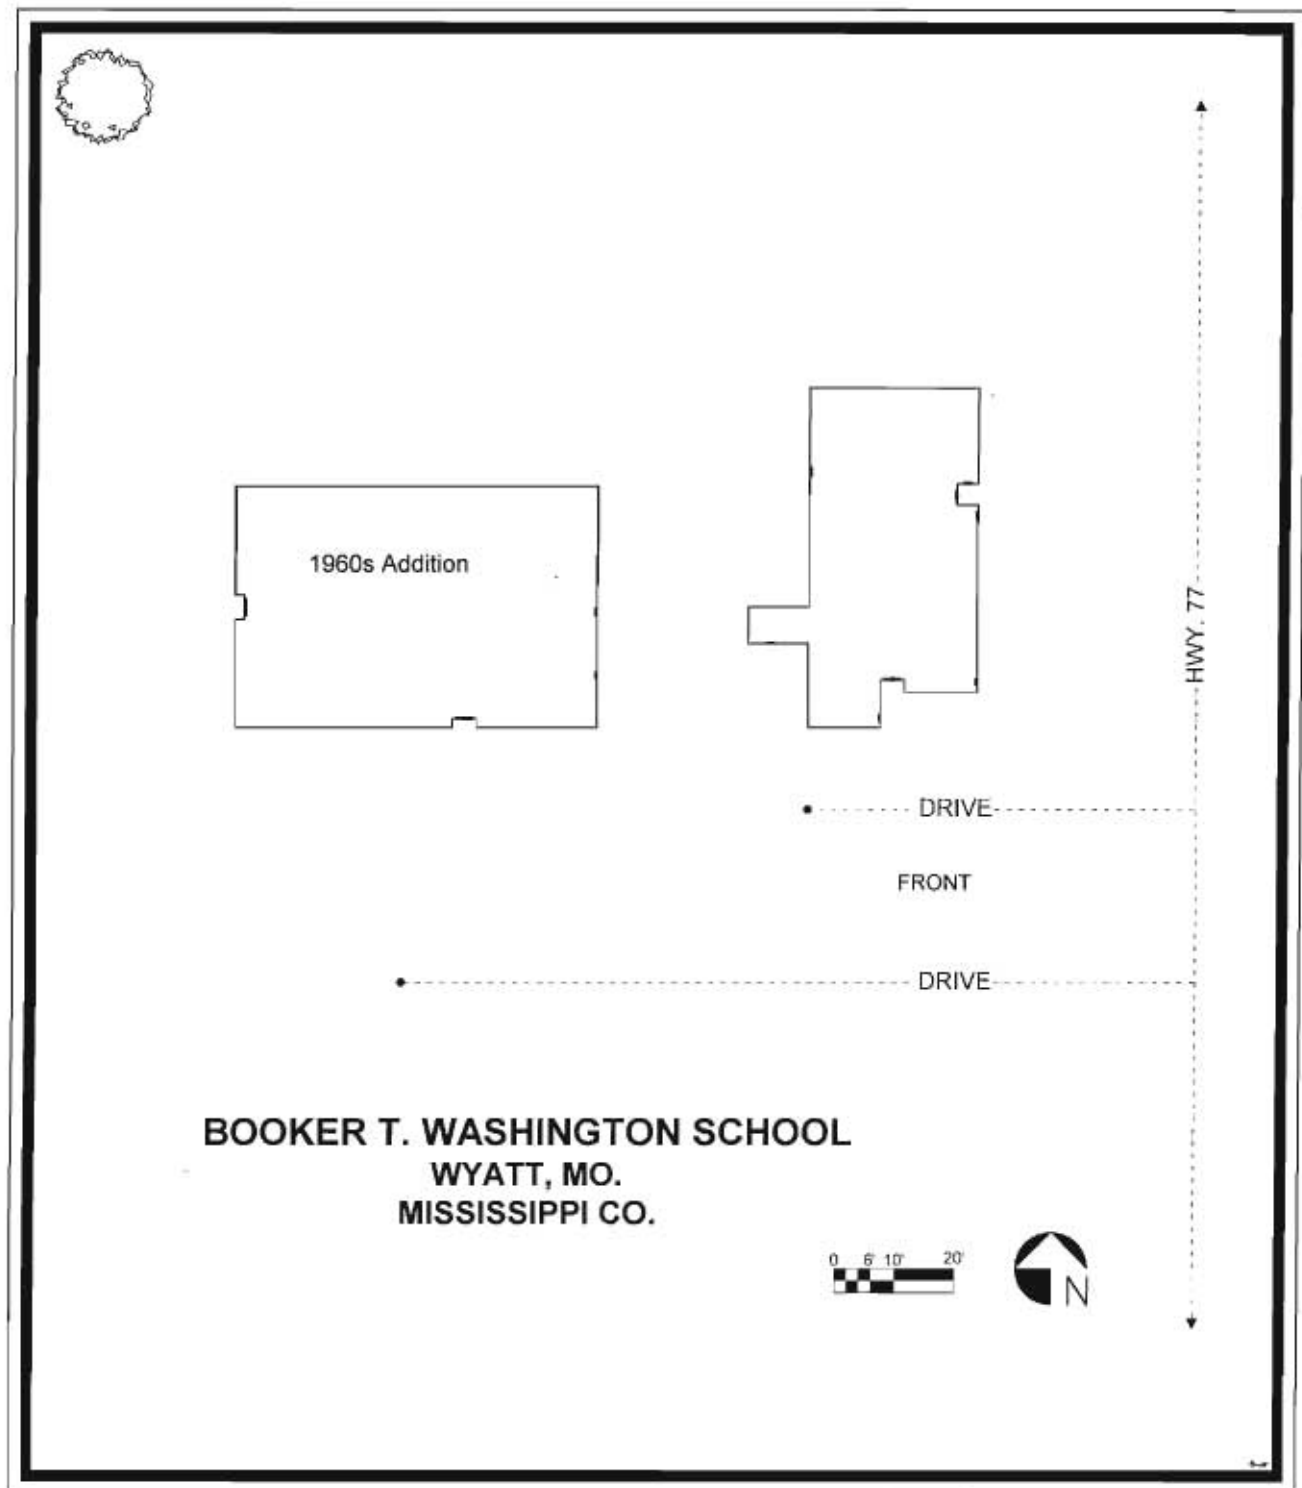 1960s Addition
HWY. 77
DRIVE
FRONT
DRIVE
BOOKER T. WASHINGTON SCHOOL
WYATT, MO.
MISSISSIPPI CO.
0 6' 10' 20'
N